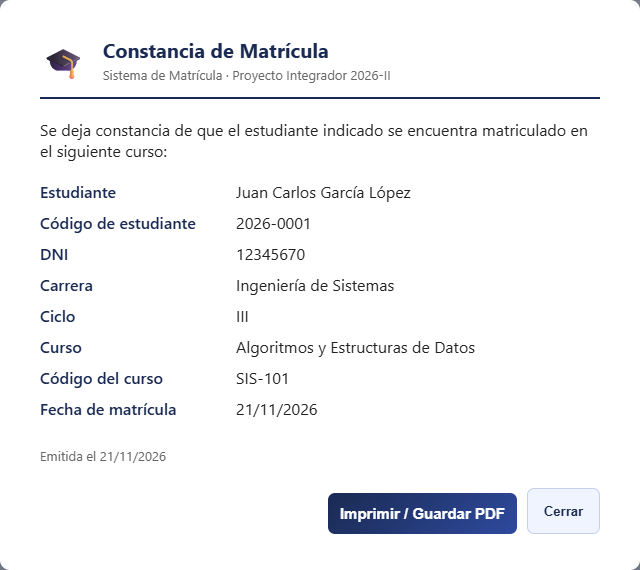 Constancia de Matrícula
Sistema de Matrícula · Proyecto Integrador 2026-II
Se deja constancia de que el estudiante indicado se encuentra matriculado en
el siguiente curso:
Estudiante Juan Carlos García López
Código de estudiante 2026-0001
DNI 12345670
Carrera Ingeniería de Sistemas
Ciclo III
Curso Algoritmos y Estructuras de Datos
Código del curso SIS-101
Fecha de matrícula 21/11/2026
Emitida el 21/11/2026
Imprimir / Guardar PDF Cerrar